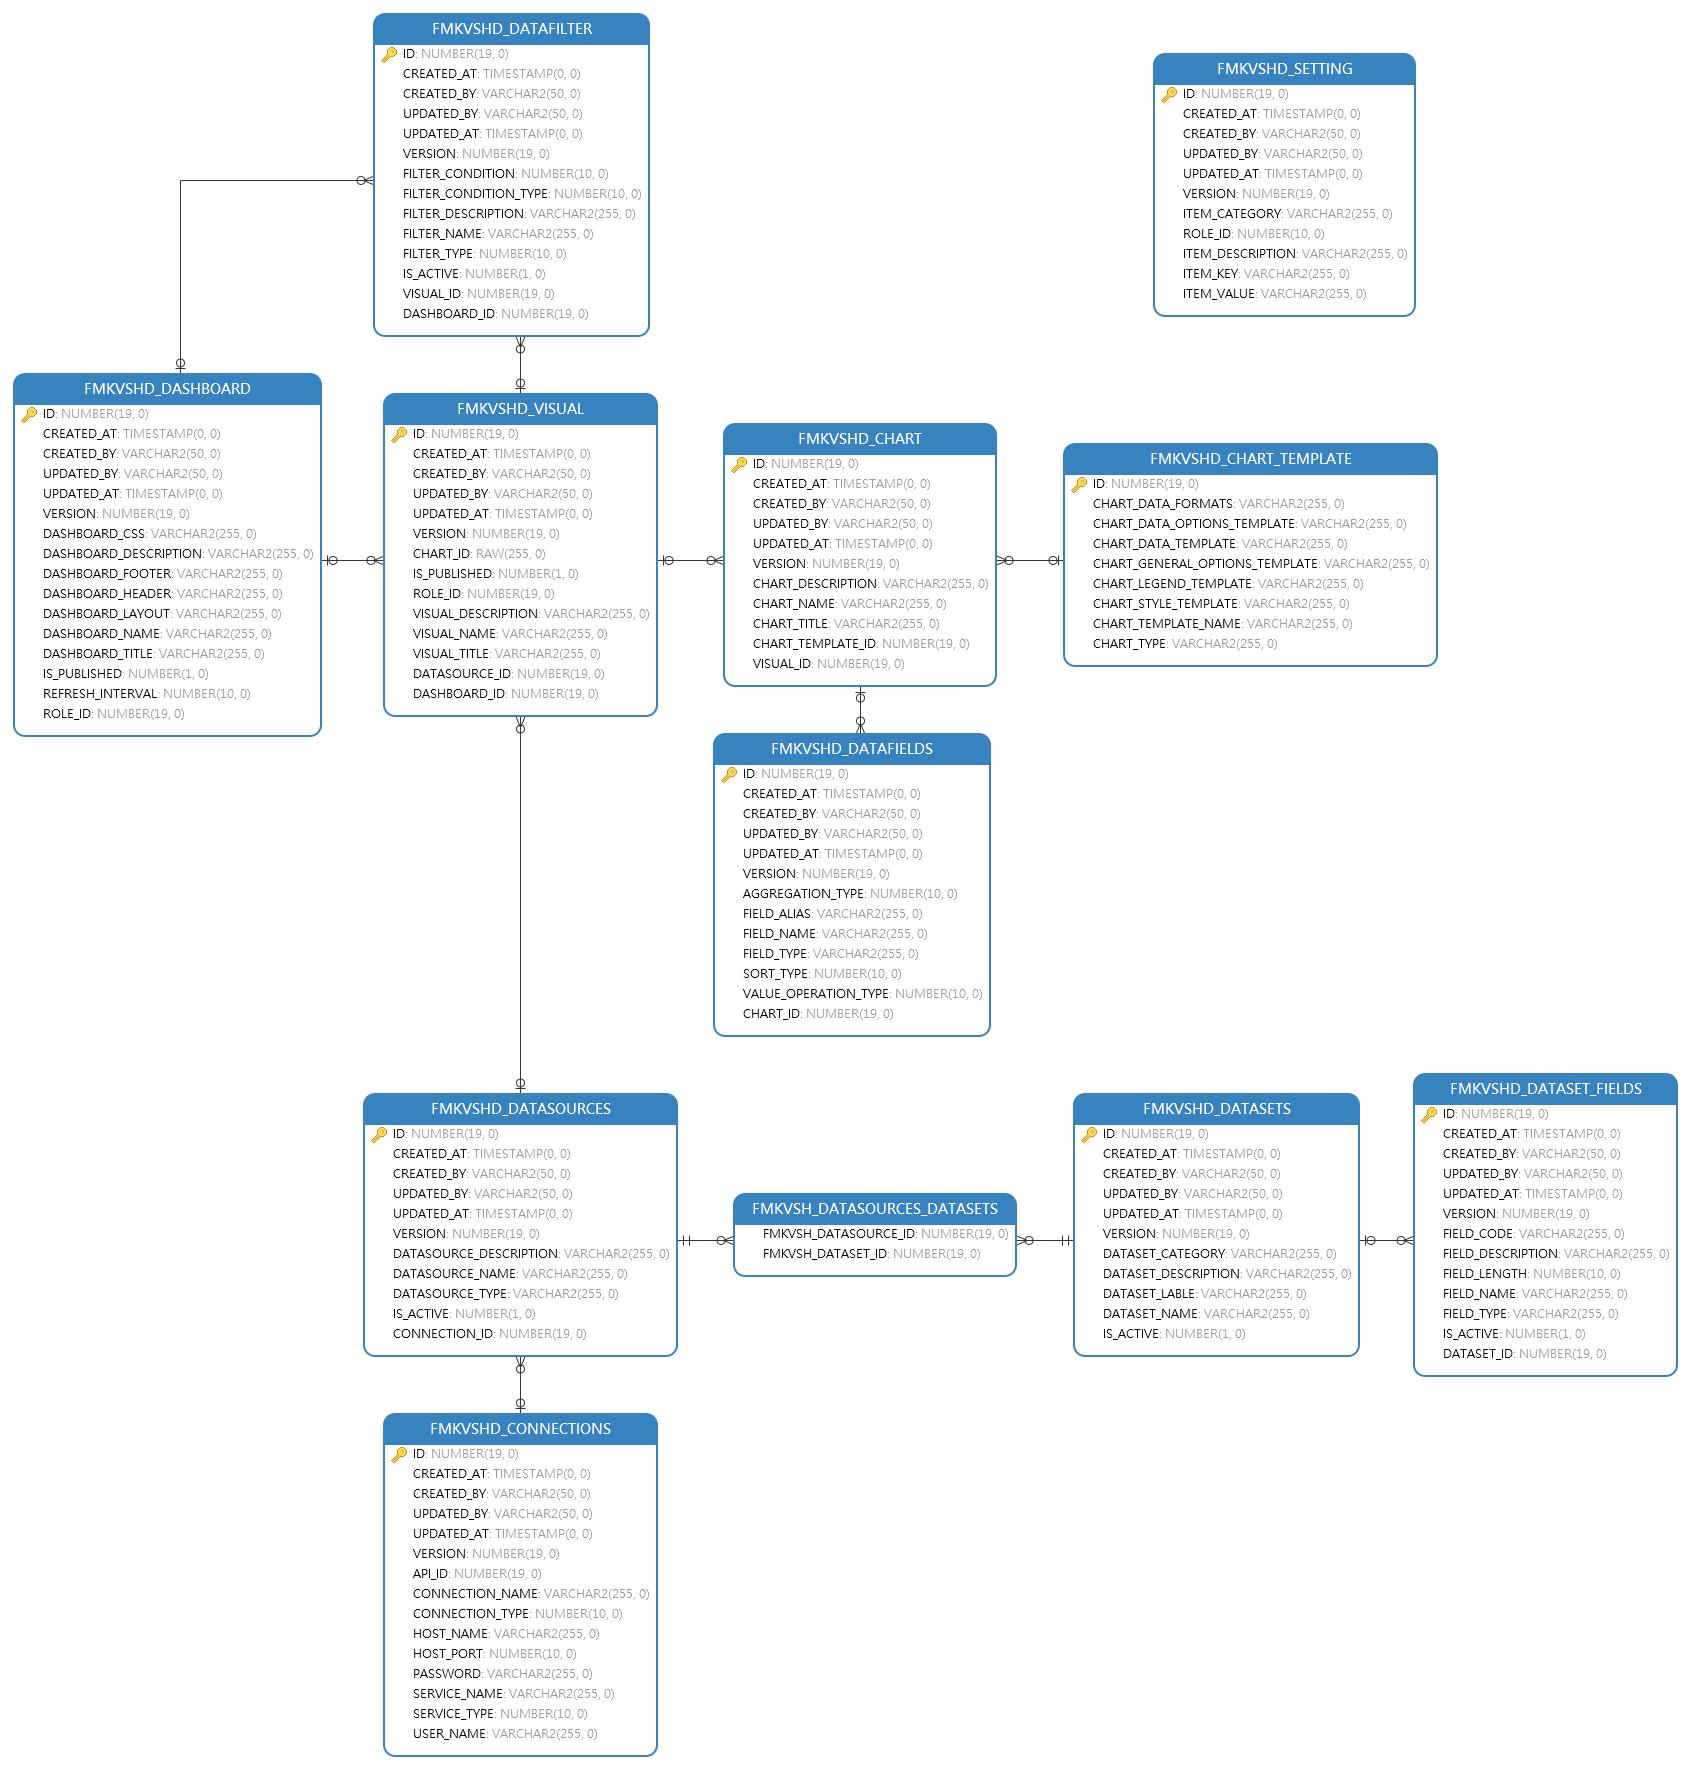 FMKVSHD_DATAFILTER
ID: NUMBER(19, 0)
CREATED_AT: TIMESTAMP(0, 0)
CREATED_BY: VARCHAR2(50, 0)
UPDATED_BY: VARCHAR2(50, 0)
UPDATED_AT: TIMESTAMP(0, 0)
VERSION: NUMBER(19, 0)
FILTER_CONDITION: NUMBER(10, 0)
FILTER_CONDITION_TYPE: NUMBER(10, 0)
FILTER_DESCRIPTION: VARCHAR2(255, 0)
FILTER_NAME: VARCHAR2(255, 0)
FILTER_TYPE: NUMBER(10, 0)
IS_ACTIVE: NUMBER(1, 0)
VISUAL_ID: NUMBER(19, 0)
DASHBOARD_ID: NUMBER(19, 0)
FMKVSHD_SETTING
ID: NUMBER(19, 0)
CREATED_AT: TIMESTAMP(0, 0)
CREATED_BY: VARCHAR2(50, 0)
UPDATED_BY: VARCHAR2(50, 0)
UPDATED_AT: TIMESTAMP(0, 0)
VERSION: NUMBER(19, 0)
ITEM_CATEGORY: VARCHAR2(255, 0)
ROLE_ID: NUMBER(10, 0)
ITEM_DESCRIPTION: VARCHAR2(255, 0)
ITEM_KEY: VARCHAR2(255, 0)
ITEM_VALUE: VARCHAR2(255, 0)
FMKVSHD_DASHBOARD
ID: NUMBER(19, 0)
CREATED_AT: TIMESTAMP(0, 0)
CREATED_BY: VARCHAR2(50, 0)
UPDATED_BY: VARCHAR2(50, 0)
UPDATED_AT: TIMESTAMP(0, 0)
VERSION: NUMBER(19, 0)
DASHBOARD_CSS: VARCHAR2(255, 0)
DASHBOARD_DESCRIPTION: VARCHAR2(255, 0)
DASHBOARD_FOOTER: VARCHAR2(255, 0)
DASHBOARD_HEADER: VARCHAR2(255, 0)
DASHBOARD_LAYOUT: VARCHAR2(255, 0)
DASHBOARD_NAME: VARCHAR2(255, 0)
DASHBOARD_TITLE: VARCHAR2(255, 0)
IS_PUBLISHED: NUMBER(1, 0)
REFRESH_INTERVAL: NUMBER(10, 0)
ROLE_ID: NUMBER(19, 0)
FMKVSHD_VISUAL
ID: NUMBER(19, 0)
CREATED_AT: TIMESTAMP(0, 0)
CREATED_BY: VARCHAR2(50, 0)
UPDATED_BY: VARCHAR2(50, 0)
UPDATED_AT: TIMESTAMP(0, 0)
VERSION: NUMBER(19, 0)
CHART_ID: RAW(255, 0)
IS_PUBLISHED: NUMBER(1, 0)
ROLE_ID: NUMBER(19, 0)
VISUAL_DESCRIPTION: VARCHAR2(255, 0)
VISUAL_NAME: VARCHAR2(255, 0)
VISUAL_TITLE: VARCHAR2(255, 0)
DATASOURCE_ID: NUMBER(19, 0)
DASHBOARD_ID: NUMBER(19, 0)
FMKVSHD_CHART
ID: NUMBER(19, 0)
CREATED_AT: TIMESTAMP(0, 0)
CREATED_BY: VARCHAR2(50, 0)
UPDATED_BY: VARCHAR2(50, 0)
UPDATED_AT: TIMESTAMP(0, 0)
VERSION: NUMBER(19, 0)
CHART_DESCRIPTION: VARCHAR2(255, 0)
CHART_NAME: VARCHAR2(255, 0)
CHART_TITLE: VARCHAR2(255, 0)
CHART_TEMPLATE_ID: NUMBER(19, 0)
VISUAL_ID: NUMBER(19, 0)
FMKVSHD_CHART_TEMPLATE
ID: NUMBER(19, 0)
CHART_DATA_FORMATS: VARCHAR2(255, 0)
CHART_DATA_OPTIONS_TEMPLATE: VARCHAR2(255, 0)
CHART_DATA_TEMPLATE: VARCHAR2(255, 0)
CHART_GENERAL_OPTIONS_TEMPLATE: VARCHAR2(255, 0)
CHART_LEGEND_TEMPLATE: VARCHAR2(255, 0)
CHART_STYLE_TEMPLATE: VARCHAR2(255, 0)
CHART_TEMPLATE_NAME: VARCHAR2(255, 0)
CHART_TYPE: VARCHAR2(255, 0)
FMKVSHD_DATAFIELDS
ID: NUMBER(19, 0)
CREATED_AT: TIMESTAMP(0, 0)
CREATED_BY: VARCHAR2(50, 0)
UPDATED_BY: VARCHAR2(50, 0)
UPDATED_AT: TIMESTAMP(0, 0)
VERSION: NUMBER(19, 0)
AGGREGATION_TYPE: NUMBER(10, 0)
FIELD_ALIAS: VARCHAR2(255, 0)
FIELD_NAME: VARCHAR2(255, 0)
FIELD_TYPE: VARCHAR2(255, 0)
SORT_TYPE: NUMBER(10, 0)
VALUE_OPERATION_TYPE: NUMBER(10, 0)
CHART_ID: NUMBER(19, 0)
FMKVSHD_DATASOURCES
ID: NUMBER(19, 0)
CREATED_AT: TIMESTAMP(0, 0)
CREATED_BY: VARCHAR2(50, 0)
UPDATED_BY: VARCHAR2(50, 0)
UPDATED_AT: TIMESTAMP(0, 0)
VERSION: NUMBER(19, 0)
DATASOURCE_DESCRIPTION: VARCHAR2(255, 0)
DATASOURCE_NAME: VARCHAR2(255, 0)
DATASOURCE_TYPE: VARCHAR2(255, 0)
IS_ACTIVE: NUMBER(1, 0)
CONNECTION_ID: NUMBER(19, 0)
FMKVSH_DATASOURCES_DATASETS
FMKVSH_DATASOURCE_ID: NUMBER(19, 0)
FMKVSH_DATASET_ID: NUMBER(19, 0)
FMKVSHD_DATASETS
ID: NUMBER(19, 0)
CREATED_AT: TIMESTAMP(0, 0)
CREATED_BY: VARCHAR2(50, 0)
UPDATED_BY: VARCHAR2(50, 0)
UPDATED_AT: TIMESTAMP(0, 0)
VERSION: NUMBER(19, 0)
DATASET_CATEGORY: VARCHAR2(255, 0)
DATASET_DESCRIPTION: VARCHAR2(255, 0)
DATASET_LABLE: VARCHAR2(255, 0)
DATASET_NAME: VARCHAR2(255, 0)
IS_ACTIVE: NUMBER(1, 0)
FMKVSHD_DATASET_FIELDS
ID: NUMBER(19, 0)
CREATED_AT: TIMESTAMP(0, 0)
CREATED_BY: VARCHAR2(50, 0)
UPDATED_BY: VARCHAR2(50, 0)
UPDATED_AT: TIMESTAMP(0, 0)
VERSION: NUMBER(19, 0)
FIELD_CODE: VARCHAR2(255, 0)
FIELD_DESCRIPTION: VARCHAR2(255, 0)
FIELD_LENGTH: NUMBER(10, 0)
FIELD_NAME: VARCHAR2(255, 0)
FIELD_TYPE: VARCHAR2(255, 0)
IS_ACTIVE: NUMBER(1, 0)
DATASET_ID: NUMBER(19, 0)
FMKVSHD_CONNECTIONS
ID: NUMBER(19, 0)
CREATED_AT: TIMESTAMP(0, 0)
CREATED_BY: VARCHAR2(50, 0)
UPDATED_BY: VARCHAR2(50, 0)
UPDATED_AT: TIMESTAMP(0, 0)
VERSION: NUMBER(19, 0)
API_ID: NUMBER(19, 0)
CONNECTION_NAME: VARCHAR2(255, 0)
CONNECTION_TYPE: NUMBER(10, 0)
HOST_NAME: VARCHAR2(255, 0)
HOST_PORT: NUMBER(10, 0)
PASSWORD: VARCHAR2(255, 0)
SERVICE_NAME: VARCHAR2(255, 0)
SERVICE_TYPE: NUMBER(10, 0)
USER_NAME: VARCHAR2(255, 0)